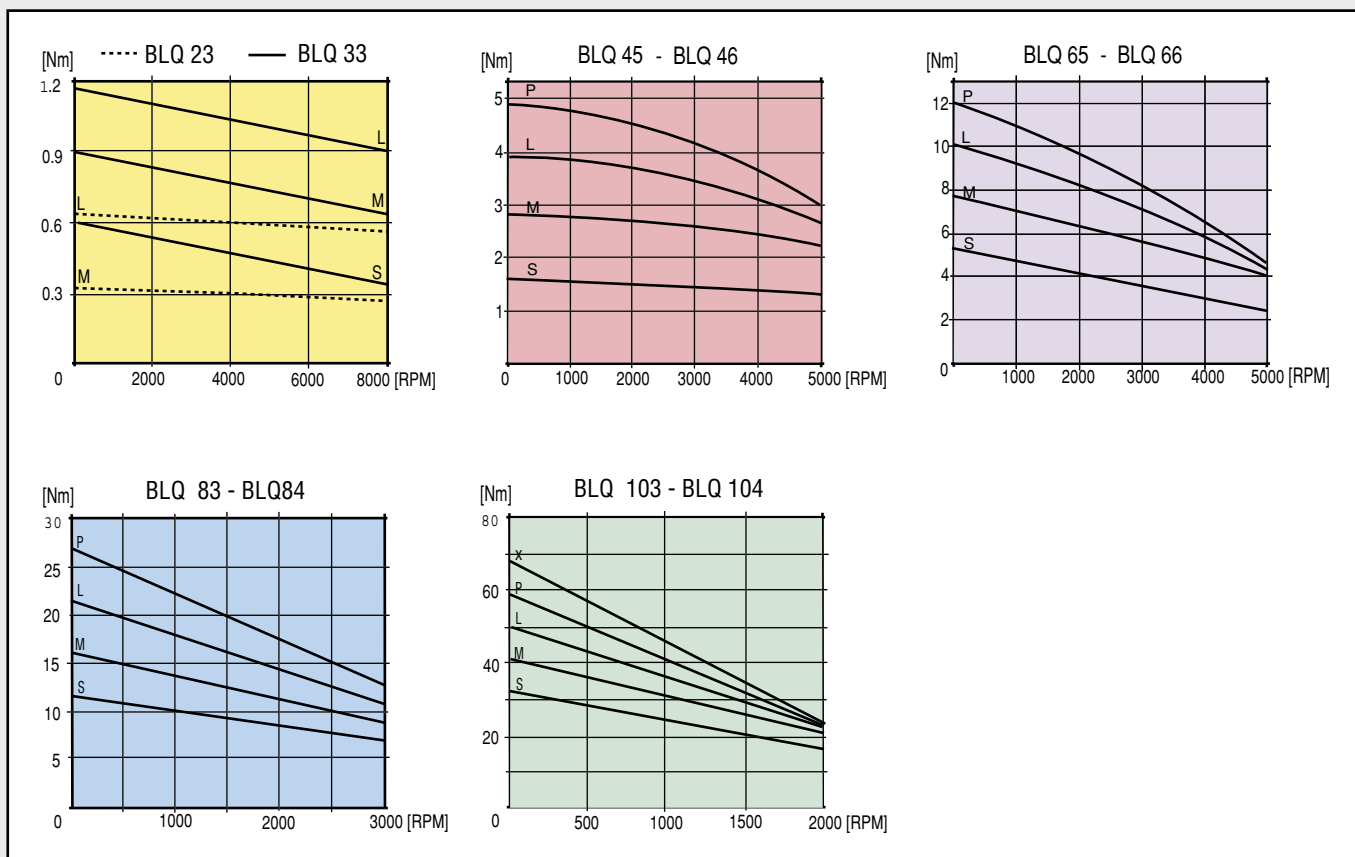 [Nm] BLQ 23 BLQ 33
1.2
0.9
0.6
0.3
L
M
L
S
M
0 2000 4000 6000 8000 [RPM]
[Nm] BLQ 45 - BLQ 46
5
4
3
2
1
P
L
M
S
0 1000 2000 3000 4000 5000 [RPM]
[Nm] BLQ 65 - BLQ 66
12
10
8
6
4
2
P
L
M
S
0 1000 2000 3000 4000 5000 [RPM]
[Nm] BLQ 83 - BLQ84
30
25
20
15
10
5
P
L
M
S
0 1000 2000 3000 [RPM]
[Nm] BLQ 103 - BLQ 104
80
60
40
20
X
P
L
M
S
0 500 1000 1500 2000 [RPM]